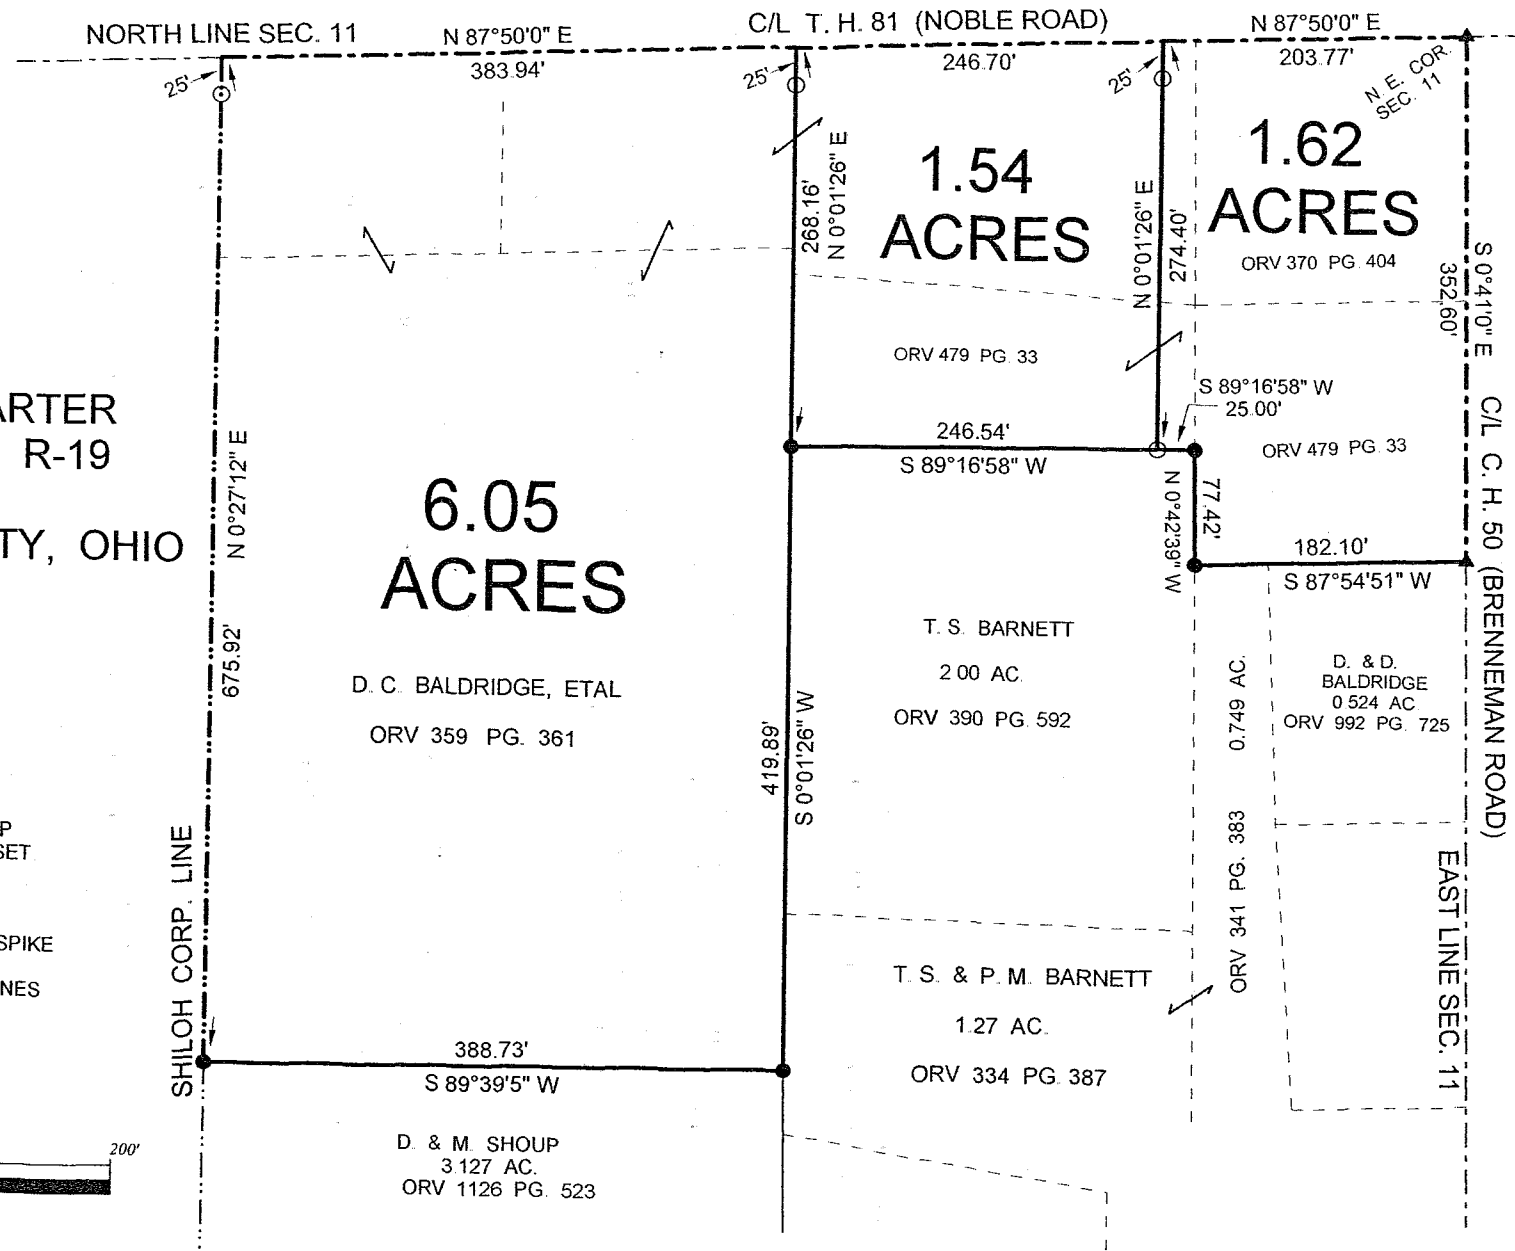 NORTH LINE SEC. 11
N 87°50'0" E
383.94'
C/L T. H. 81 (NOBLE ROAD)
246.70'
N 87°50'0" E
203.77'
N. E. COR.
SEC. 11
25'
25'
25'
1.54
ACRES
1.62
ACRES
ORV 370 PG. 404
268.16'
N 0°01'26" E
N 0°01'26" E
274.40'
S 0°41'0" E
352.60'
C/L C. H. 50 (BRENNEMAN ROAD)
ORV 479 PG. 33
S 89°16'58" W
25.00'
246.54'
S 89°16'58" W
ORV 479 PG. 33
N 0°42'39" W
77.42'
182.10'
S 87°54'51" W
ARTER
R-19
TY, OHIO
N 0°27'12" E
675.92'
6.05
ACRES
D. C. BALDRIDGE, ETAL
ORV 359 PG. 361
419.89'
S 0°01'26" W
T. S. BARNETT
2 00 AC.
ORV 390 PG. 592
0.749 AC.
ORV 341 PG. 383
D. & D.
BALDRIDGE
0 524 AC
ORV 992 PG. 725
P
SET
SPIKE
NES
SHILOH CORP. LINE
EAST LINE SEC. 11
T. S. & P. M. BARNETT
1.27 AC.
ORV 334 PG. 387
388.73'
S 89°39'5" W
D. & M. SHOUP
3.127 AC.
ORV 1126 PG. 523
200'